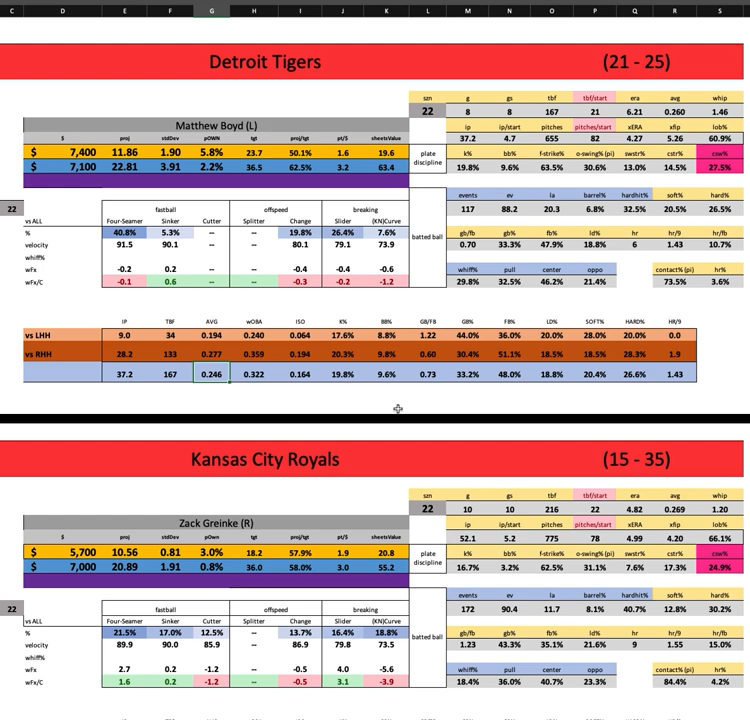 C D E F G H I J K L M N O P Q R S
Detroit Tigers (21 - 25)
szn g gs tbf tbf/start era avg whip
22 8 8 167 21 6.21 0.260 1.46
Matthew Boyd (L) ip ip/start pitches pitches/start xERA xfip lob%
$ proj stdDev pOWN tgt proj/tgt pt/$ sheetsValue 37.2 4.7 655 82 4.27 5.26 60.9%
$ 7,400 11.86 1.90 5.8% 23.7 50.1% 1.6 19.6 plate discipline k% bb% f-strike% o-swing% (pi) swstr% cstr% csw%
$ 7,100 22.81 3.91 2.2% 36.5 62.5% 3.2 63.4 19.8% 9.6% 63.5% 30.6% 13.0% 14.5% 27.5%
events ev la barrel% hardhit% soft% hard%
22 fastball offspeed breaking 117 88.2 20.3 6.8% 32.5% 20.5% 26.5%
vs ALL Four-Seamer Sinker Cutter Splitter Change Slider (KN)Curve
% 40.8% 5.3% -- -- 19.8% 26.4% 7.6% batted ball gb/fb gb% fb% ld% hr hr/9 hr/fb
velocity 91.5 90.1 -- -- 80.1 79.1 73.9 0.70 33.3% 47.9% 18.8% 6 1.43 10.7%
whiff%
wFx -0.2 0.2 -- -- -0.4 -0.4 -0.6 whiff% pull center oppo contact% (pi) hr%
wFx/C -0.1 0.6 -- -- -0.3 -0.2 -1.2 29.8% 32.5% 46.2% 21.4% 73.5% 3.6%
IP TBF AVG wOBA ISO K% BB% GB/FB GB% FB% LD% SOFT% HARD% HR/9
vs LHH 9.0 34 0.194 0.240 0.064 17.6% 8.8% 1.22 44.0% 36.0% 20.0% 28.0% 20.0% 0.0
vs RHH 28.2 133 0.277 0.359 0.194 20.3% 9.8% 0.60 30.4% 51.1% 18.5% 18.5% 28.3% 1.9
37.2 167 0.246 0.322 0.164 19.8% 9.6% 0.73 33.2% 48.0% 18.8% 20.4% 26.6% 1.43
Kansas City Royals (15 - 35)
szn g gs tbf tbf/start era avg whip
22 10 10 216 22 4.82 0.269 1.20
Zack Greinke (R) ip ip/start pitches pitches/start xERA xfip lob%
$ proj stdDev pOwn tgt proj/tgt pt/$ sheetsValue 52.1 5.2 775 78 4.99 4.20 66.1%
$ 5,700 10.56 0.81 3.0% 18.2 57.9% 1.9 20.8 plate discipline k% bb% f-strike% o-swing% (pi) swstr% cstr% csw%
$ 7,000 20.89 1.91 0.8% 36.0 58.0% 3.0 55.2 16.7% 3.2% 62.5% 31.1% 7.6% 17.3% 24.9%
events ev la barrel% hardhit% soft% hard%
22 fastball offspeed breaking 172 90.4 11.7 8.1% 40.7% 12.8% 30.2%
vs ALL Four-Seamer Sinker Cutter Splitter Change Slider (KN)Curve
% 21.5% 17.0% 12.5% -- 13.7% 16.4% 18.8% batted ball gb/fb gb% fb% ld% hr hr/9 hr/fb
velocity 89.9 90.0 85.9 -- 86.9 79.8 73.5 1.23 43.3% 35.1% 21.6% 9 1.55 15.0%
whiff%
wFx 2.7 0.2 -1.2 -- -0.5 4.0 -5.6 whiff% pull center oppo contact% (pi) hr%
wFx/C 1.6 0.2 -1.2 -- -0.5 3.1 -3.9 18.4% 36.0% 40.7% 23.3% 84.4% 4.2%